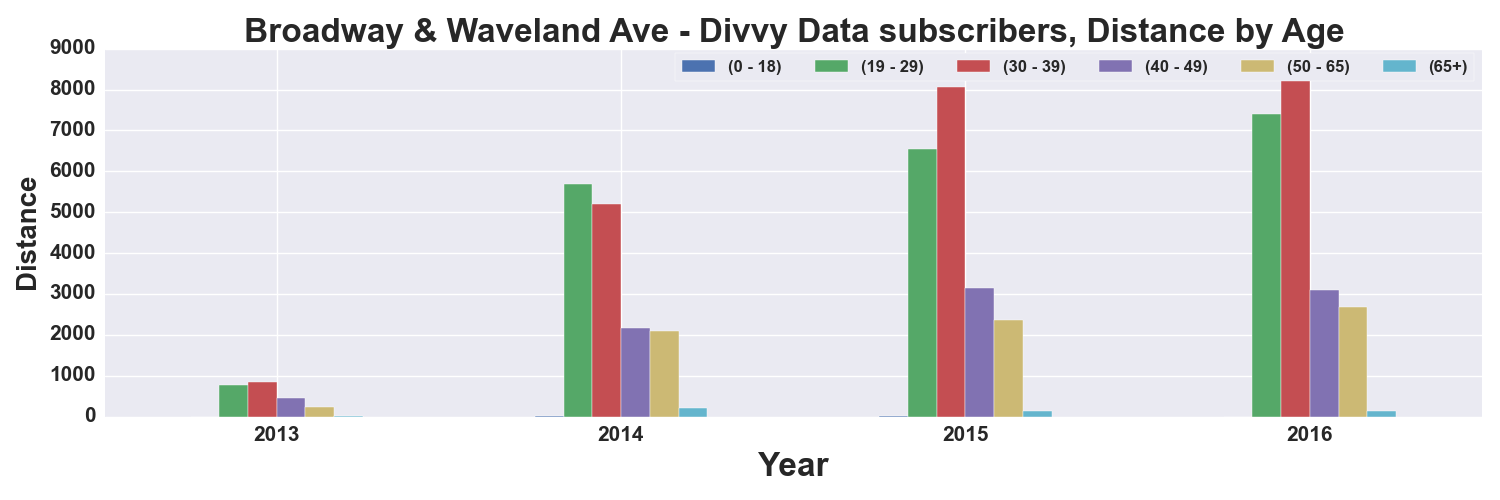 Broadway & Waveland Ave - Divvy Data subscribers, Distance by Age
(0 - 18) (19 - 29) (30 - 39) (40 - 49) (50 - 65) (65+)
9000
8000
7000
6000
5000
4000
3000
2000
1000
0
Distance
2013 2014 2015 2016
Year